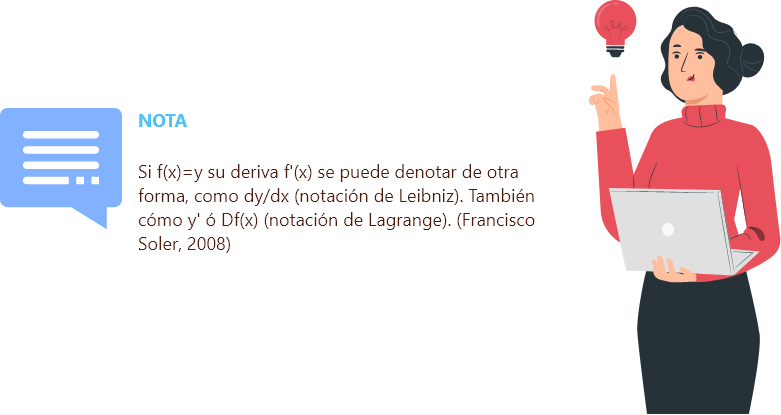 NOTA
Si f(x)=y su deriva f'(x) se puede denotar de otra
forma, como dy/dx (notación de Leibniz). También
cómo y' ó Df(x) (notación de Lagrange). (Francisco
Soler, 2008)